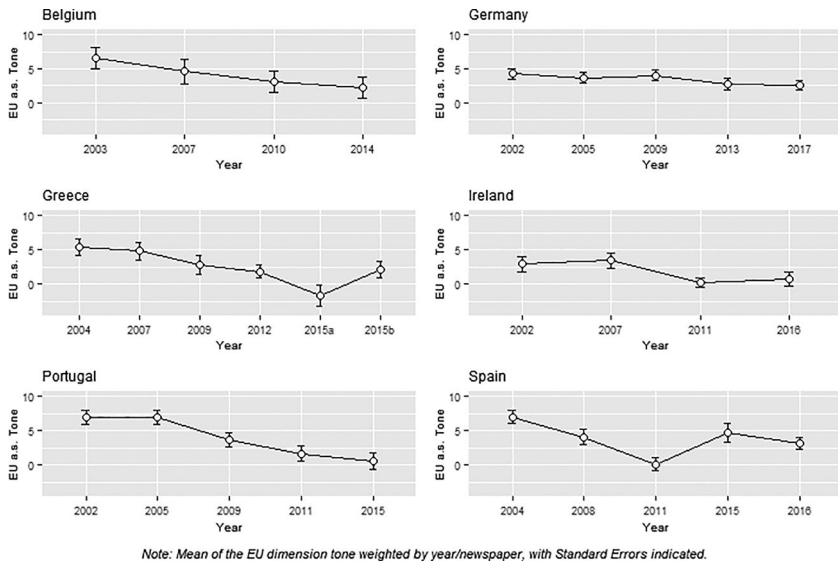 Belgium
EU a.s. Tone
10
5
0
2003 2007 2010 2014
Year
Germany
EU a.s. Tone
10
5
0
2002 2005 2009 2013 2017
Year
Greece
EU a.s. Tone
10
5
0
2004 2007 2009 2012 2015a 2015b
Year
Ireland
EU a.s. Tone
10
5
0
2002 2007 2011 2016
Year
Portugal
EU a.s. Tone
10
5
0
2002 2005 2009 2011 2015
Year
Spain
EU a.s. Tone
10
5
0
2004 2008 2011 2015 2016
Year
Note: Mean of the EU dimension tone weighted by year/newspaper, with Standard Errors indicated.